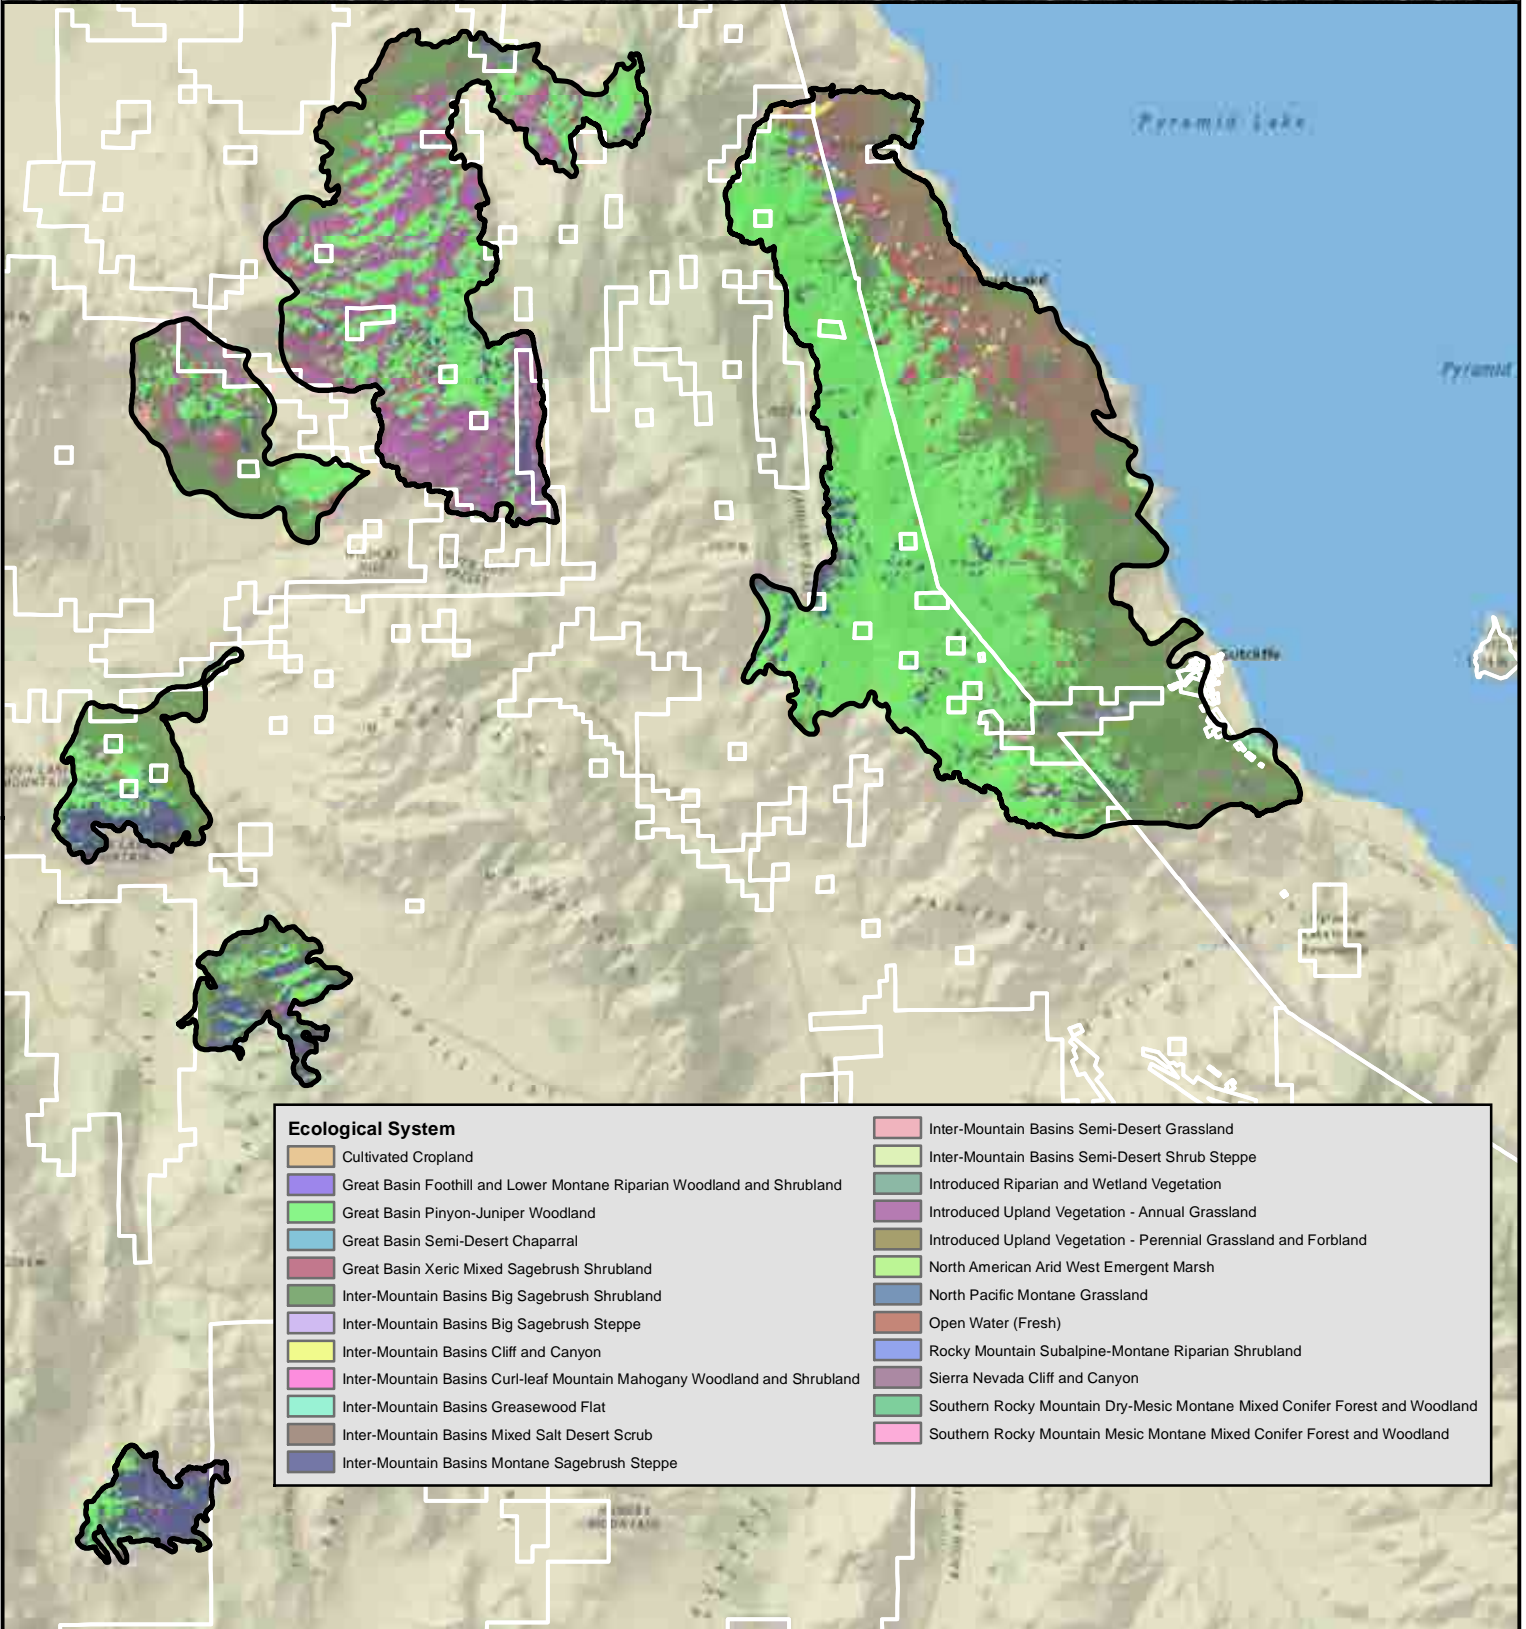 Pyramid Lake
Pyramid
Sutcliffe
Ecological System
Cultivated Cropland
Great Basin Foothill and Lower Montane Riparian Woodland and Shrubland
Great Basin Pinyon-Juniper Woodland
Great Basin Semi-Desert Chaparral
Great Basin Xeric Mixed Sagebrush Shrubland
Inter-Mountain Basins Big Sagebrush Shrubland
Inter-Mountain Basins Big Sagebrush Steppe
Inter-Mountain Basins Cliff and Canyon
Inter-Mountain Basins Curl-leaf Mountain Mahogany Woodland and Shrubland
Inter-Mountain Basins Greasewood Flat
Inter-Mountain Basins Mixed Salt Desert Scrub
Inter-Mountain Basins Montane Sagebrush Steppe
Inter-Mountain Basins Semi-Desert Grassland
Inter-Mountain Basins Semi-Desert Shrub Steppe
Introduced Riparian and Wetland Vegetation
Introduced Upland Vegetation - Annual Grassland
Introduced Upland Vegetation - Perennial Grassland and Forbland
North American Arid West Emergent Marsh
North Pacific Montane Grassland
Open Water (Fresh)
Rocky Mountain Subalpine-Montane Riparian Shrubland
Sierra Nevada Cliff and Canyon
Southern Rocky Mountain Dry-Mesic Montane Mixed Conifer Forest and Woodland
Southern Rocky Mountain Mesic Montane Mixed Conifer Forest and Woodland